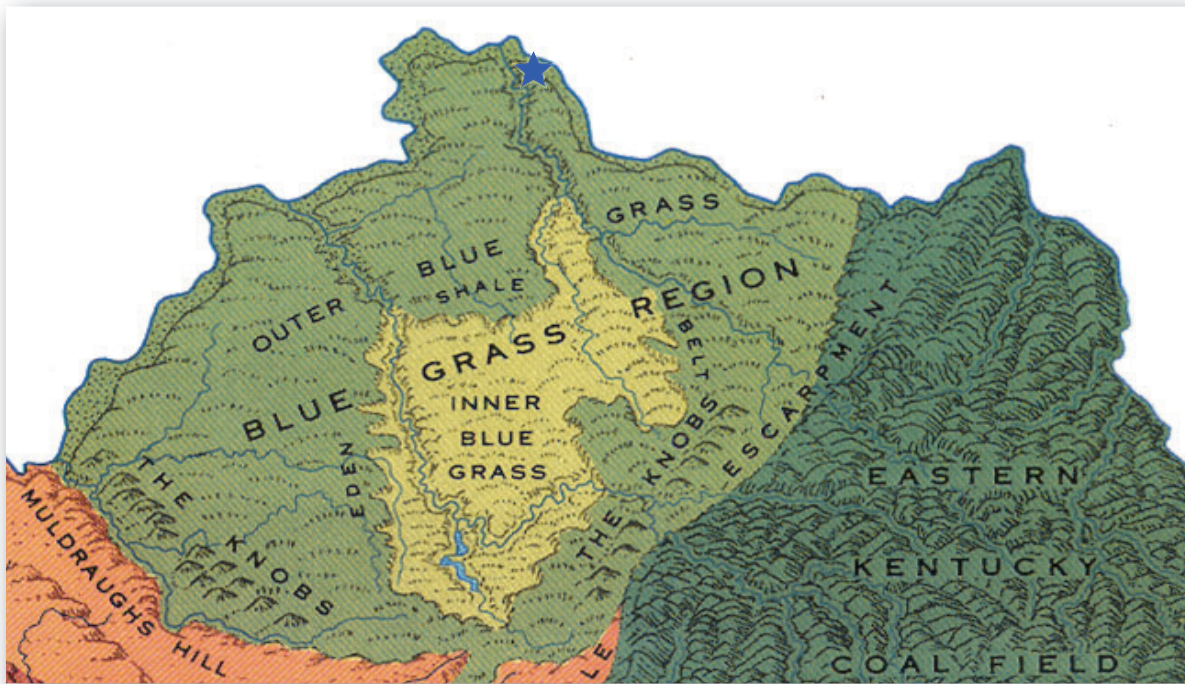 GRASS
REGION
BLUE
SHALE
OUTER
BLUE GRASS
INNER
BLUE
GRASS
EDEN
BELT
THE KNOBS
THE KNOBS
ESCARPMENT
MULDRAUGHS HILL
EASTERN
KENTUCKY
COAL FIELD
LE